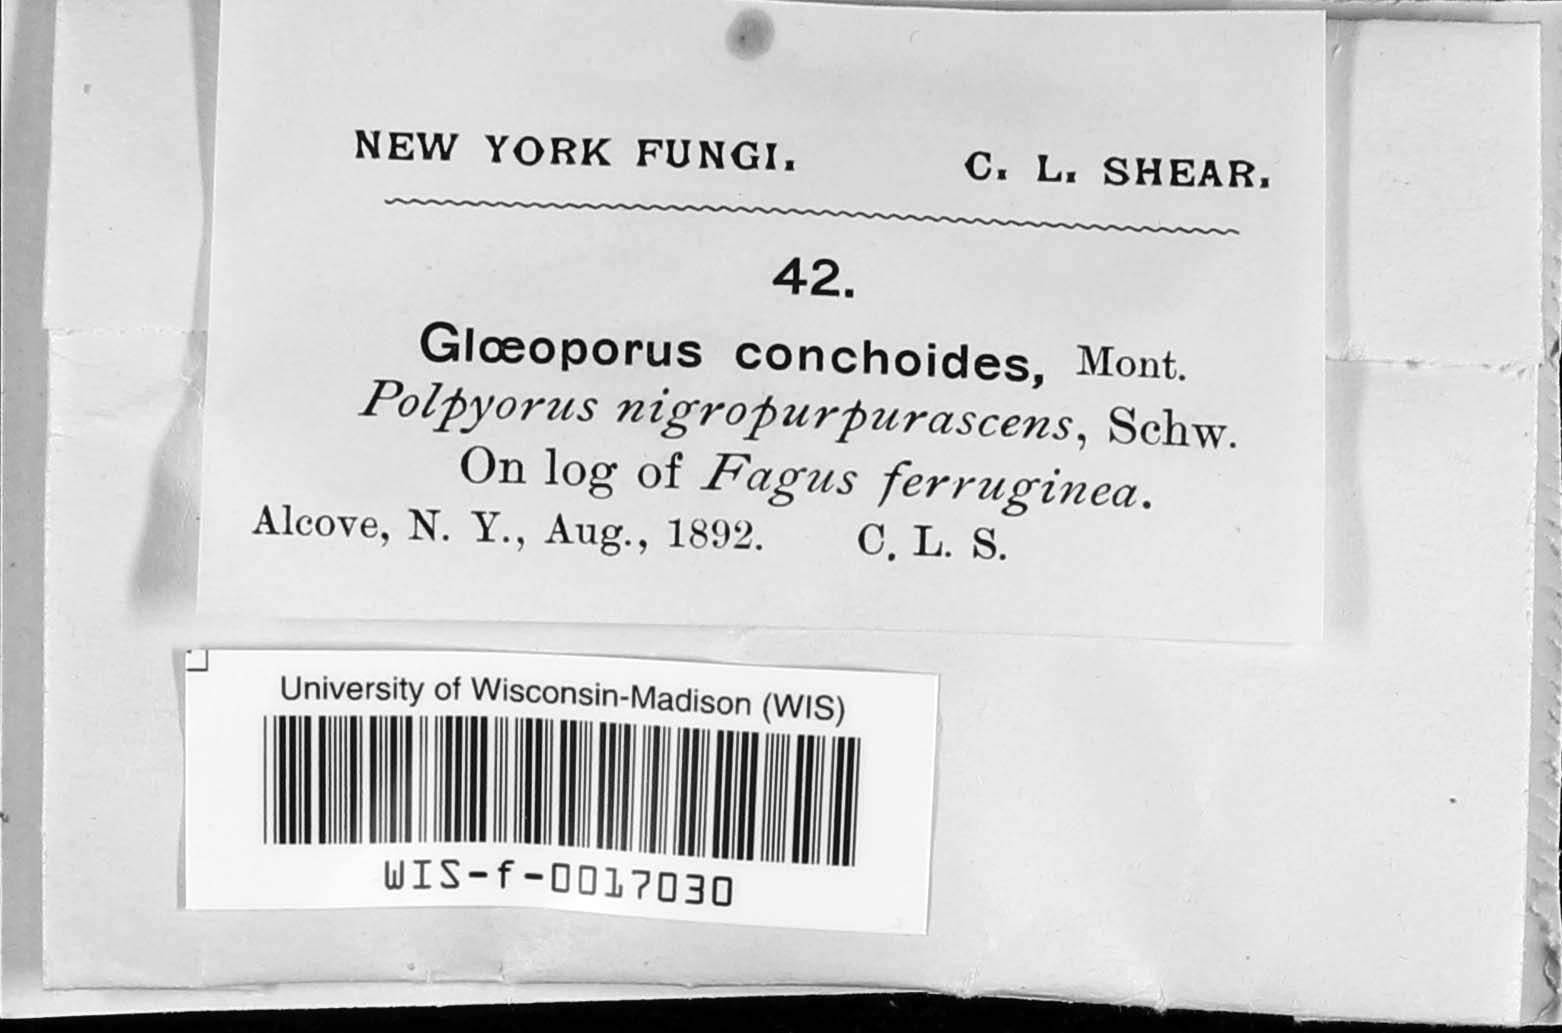 NEW YORK FUNGI. C. L. SHEAR.
42.
Glœoporus conchoides, Mont.
Polpyorus nigropurpurascens, Schw.
On log of Fagus ferruginea.
Alcove, N. Y., Aug., 1892. C. L. S.
University of Wisconsin-Madison (WIS)
WIS-f-0017030